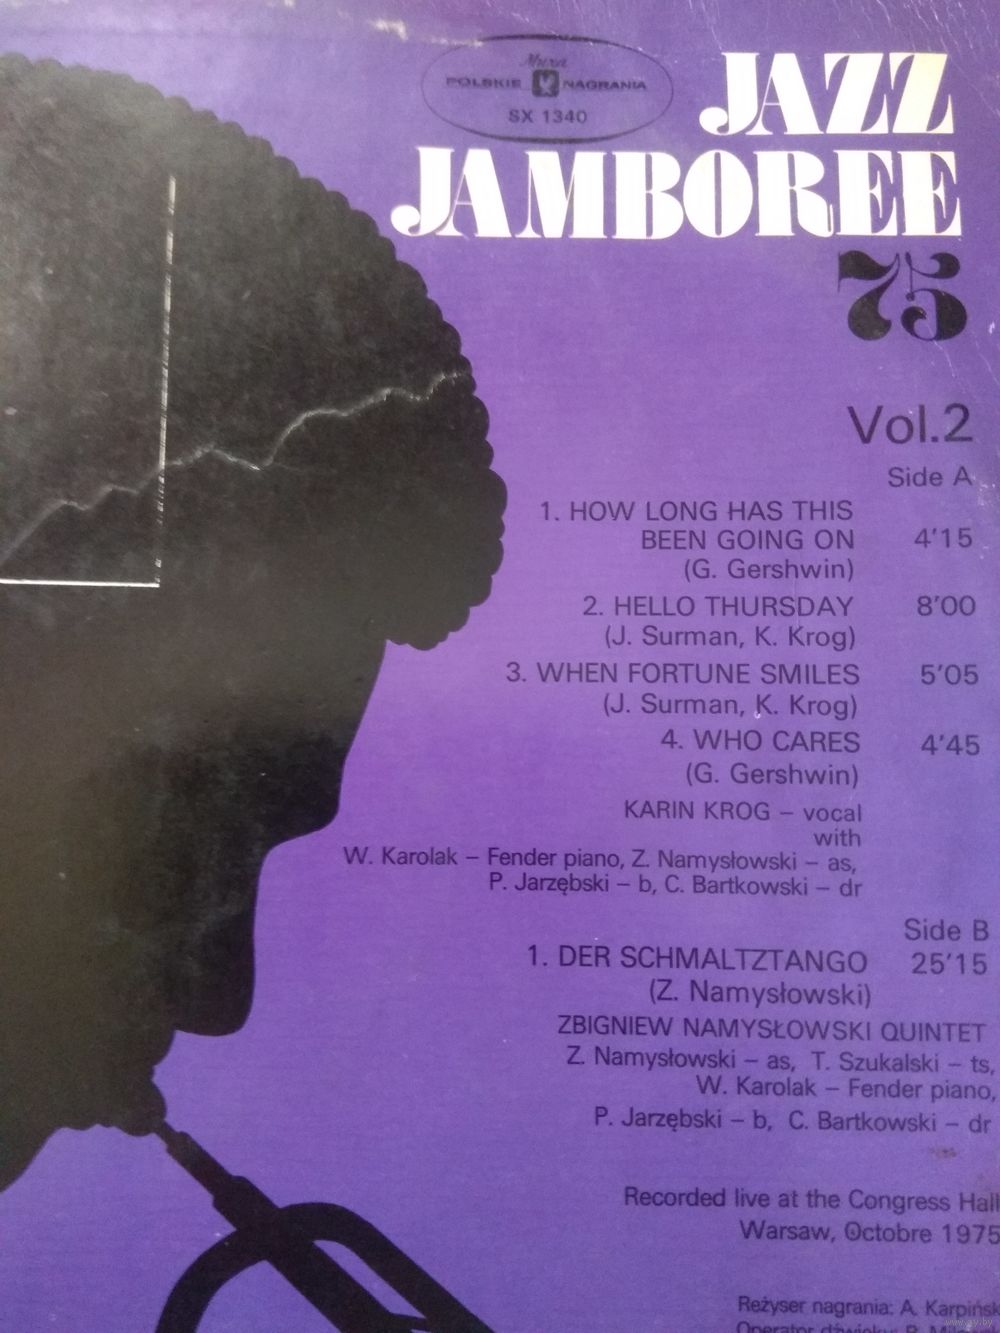 Muza
POLSKIE NAGRANIA
SX 1340
JAZZ
JAMBOREE
75
Vol.2
Side A
1. HOW LONG HAS THIS
BEEN GOING ON 4'15
(G. Gershwin)
2. HELLO THURSDAY 8'00
(J. Surman, K. Krog)
3. WHEN FORTUNE SMILES 5'05
(J. Surman, K. Krog)
4. WHO CARES 4'45
(G. Gershwin)
KARIN KROG – vocal
with
W. Karolak – Fender piano, Z. Namysłowski – as,
P. Jarzębski – b, C. Bartkowski – dr
Side B
1. DER SCHMALTZTANGO 25'15
(Z. Namysłowski)
ZBIGNIEW NAMYSŁOWSKI QUINTET
Z. Namysłowski – as, T. Szukalski – ts,
W. Karolak – Fender piano,
P. Jarzębski – b, C. Bartkowski – dr
Recorded live at the Congress Hall
Warsaw, Octobre 1975
Reżyser nagrania: A. Karpińsk
Operator dźwięku: